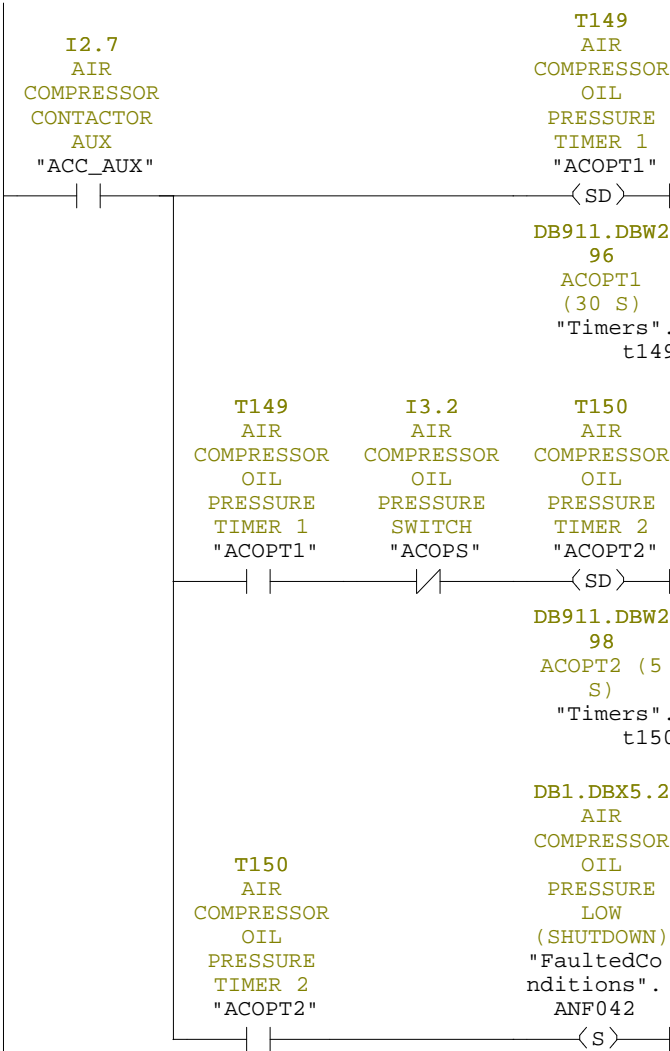 I2.7
AIR
COMPRESSOR
CONTACTOR
AUX
"ACC_AUX"
T149
AIR
COMPRESSOR
OIL
PRESSURE
TIMER 1
"ACOPT1"
SD
DB911.DBW2
96
ACOPT1
(30 S)
"Timers".
t149
T149
AIR
COMPRESSOR
OIL
PRESSURE
TIMER 1
"ACOPT1"
I3.2
AIR
COMPRESSOR
OIL
PRESSURE
SWITCH
"ACOPS"
T150
AIR
COMPRESSOR
OIL
PRESSURE
TIMER 2
"ACOPT2"
SD
DB911.DBW2
98
ACOPT2 (5
S)
"Timers".
t150
T150
AIR
COMPRESSOR
OIL
PRESSURE
TIMER 2
"ACOPT2"
DB1.DBX5.2
AIR
COMPRESSOR
OIL
PRESSURE
LOW
(SHUTDOWN)
"FaultedCo
nditions".
ANF042
S